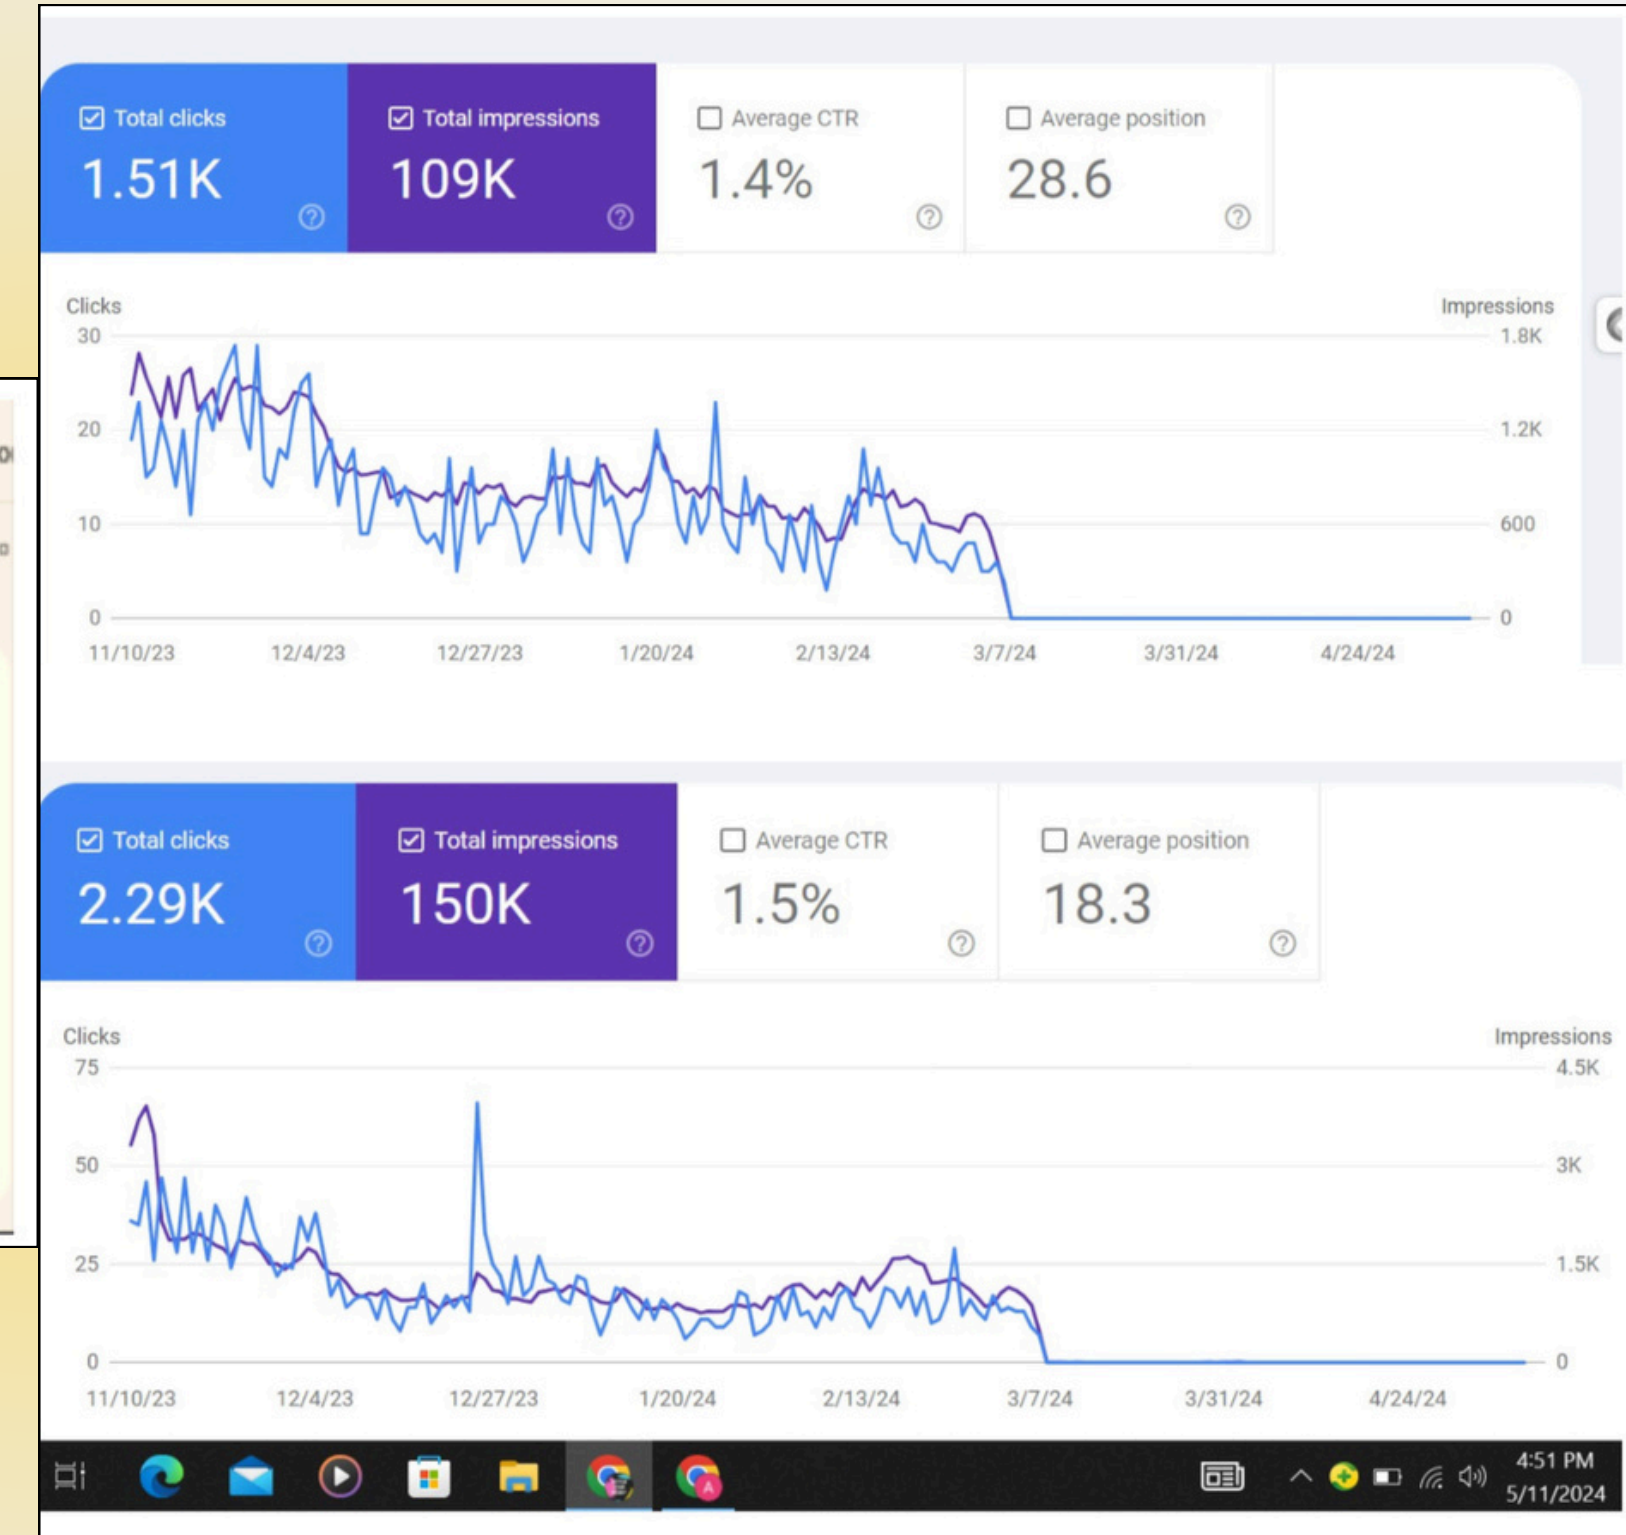 Total clicks Total impressions Average CTR Average position
1.51K 109K 1.4% 28.6
Clicks Impressions
30 1.8K
20 1.2K
10 600
0 0
11/10/23 12/4/23 12/27/23 1/20/24 2/13/24 3/7/24 3/31/24 4/24/24
Total clicks Total impressions Average CTR Average position
2.29K 150K 1.5% 18.3
Clicks Impressions
75 4.5K
50 3K
25 1.5K
0 0
11/10/23 12/4/23 12/27/23 1/20/24 2/13/24 3/7/24 3/31/24 4/24/24
A
4:51 PM
5/11/2024